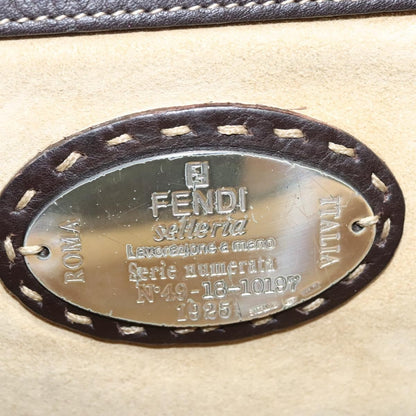 FENDI
Selleria
Lavorazione a mano
Serie numerata
ROMA
ITALIA
N°49-18-10197
1925